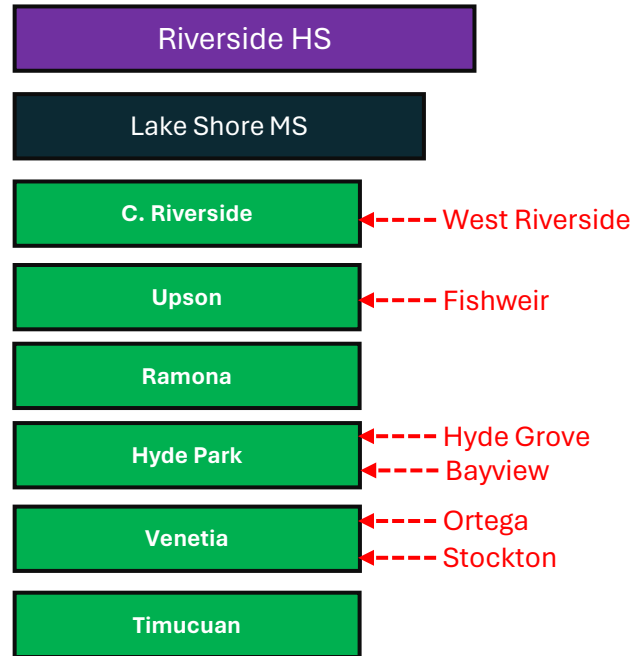 Riverside HS
Lake Shore MS
C. Riverside
West Riverside
Upson
Fishweir
Ramona
Hyde Park
Hyde Grove
Bayview
Venetia
Ortega
Stockton
Timucuan